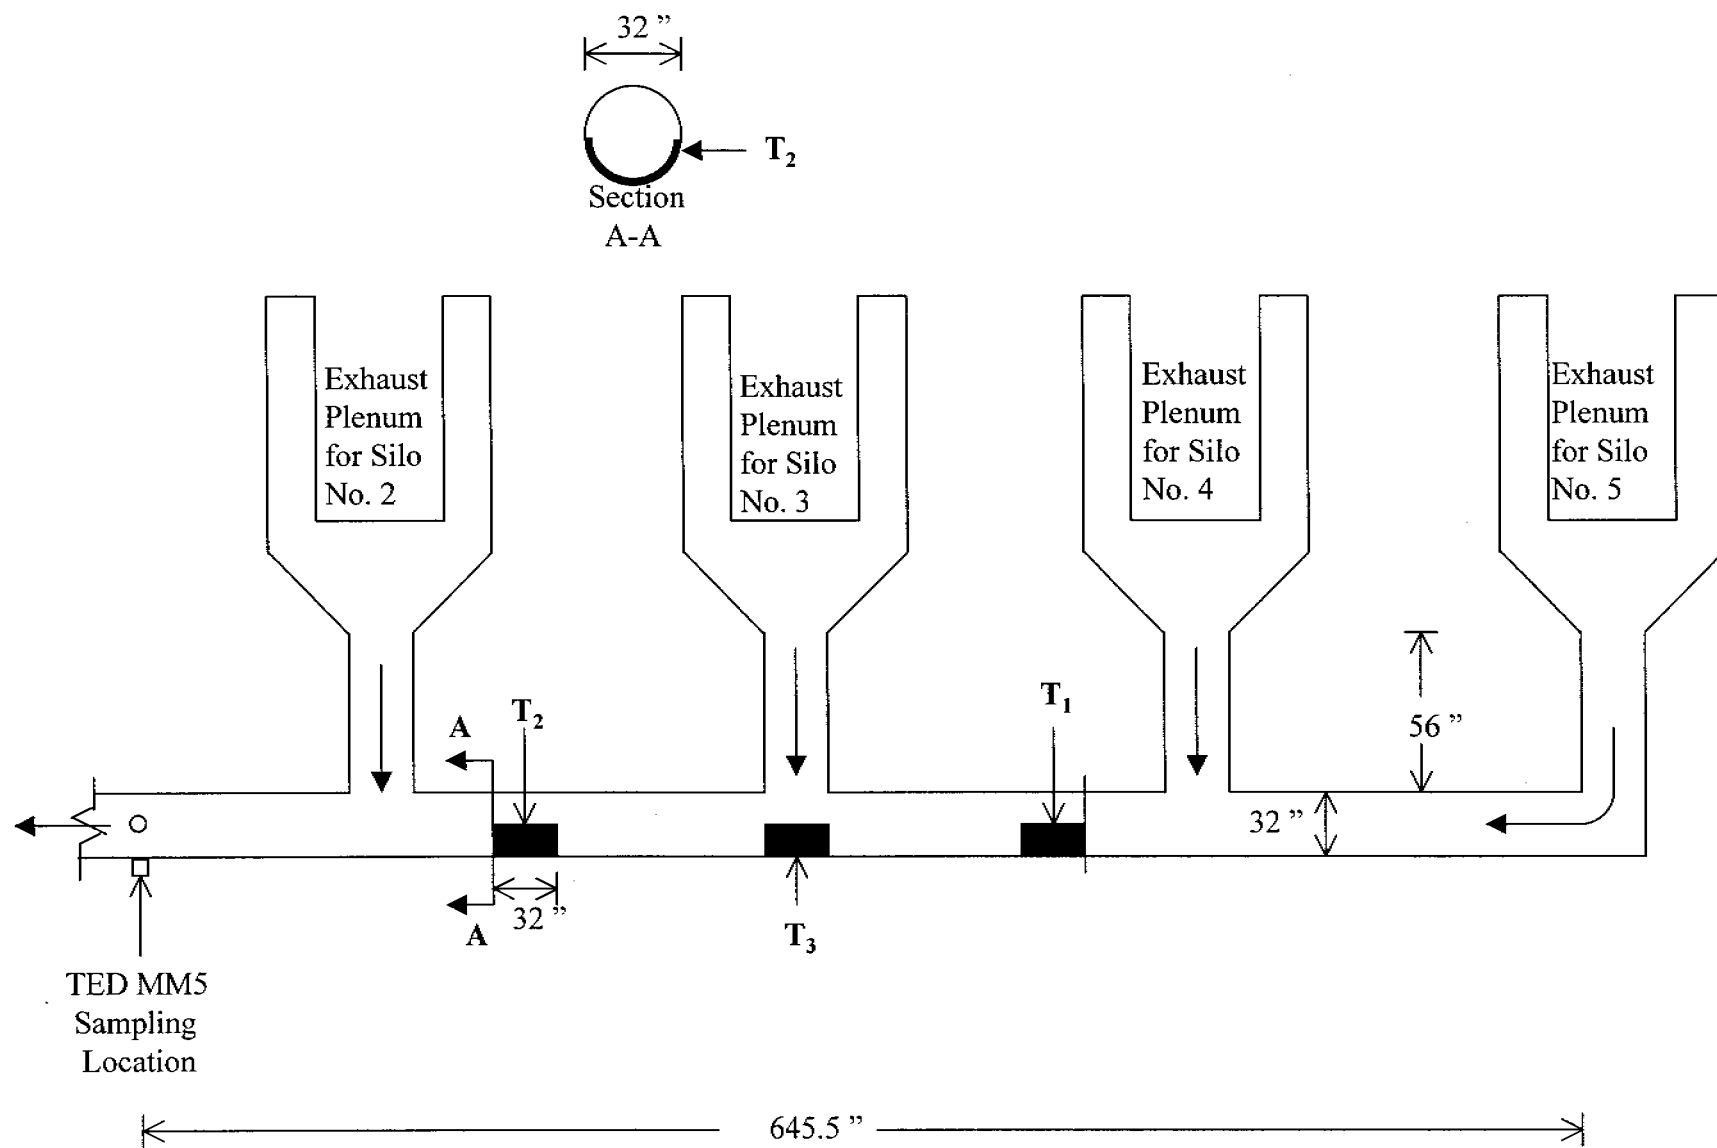 32 ”
T₂
Section
A-A
Exhaust
Plenum
for Silo
No. 2
Exhaust
Plenum
for Silo
No. 3
Exhaust
Plenum
for Silo
No. 4
Exhaust
Plenum
for Silo
No. 5
A
T₂
T₁
56 ”
32 ”
32 ”
A
T₃
TED MM5
Sampling
Location
645.5 ”